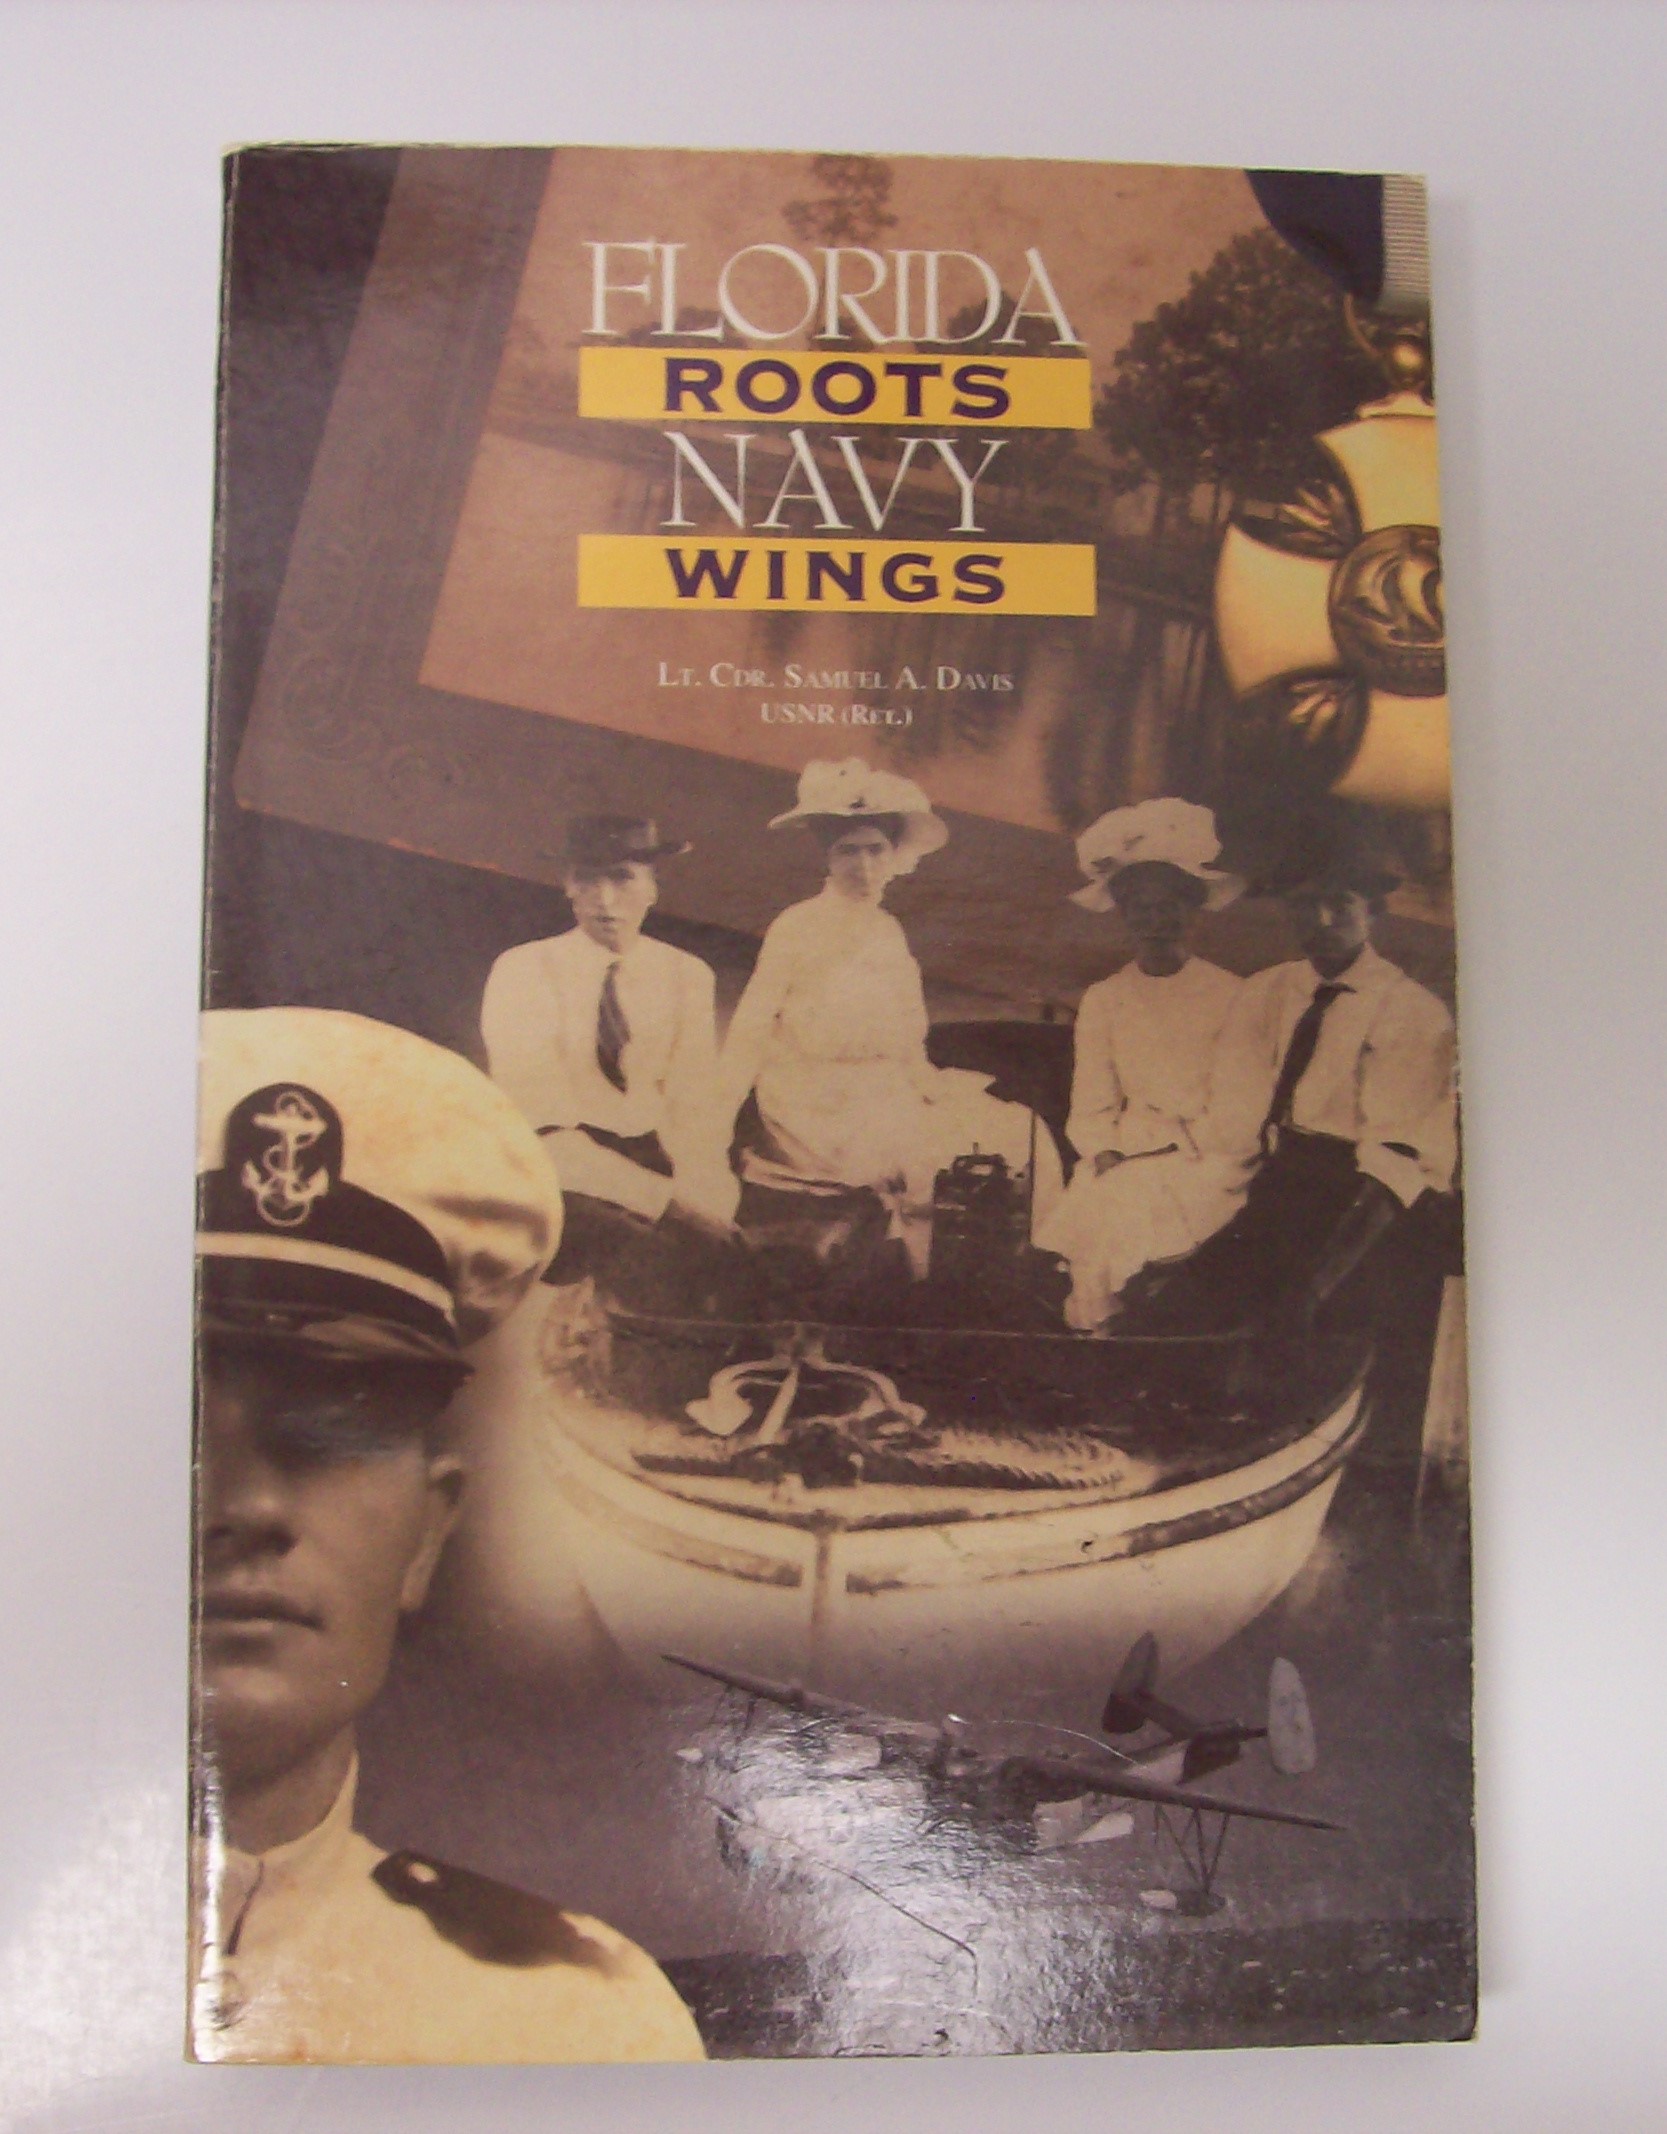 FLORIDA
ROOTS
NAVY
WINGS
LT. CDR. SAMUEL A. DAVIS
USNR (RET.)